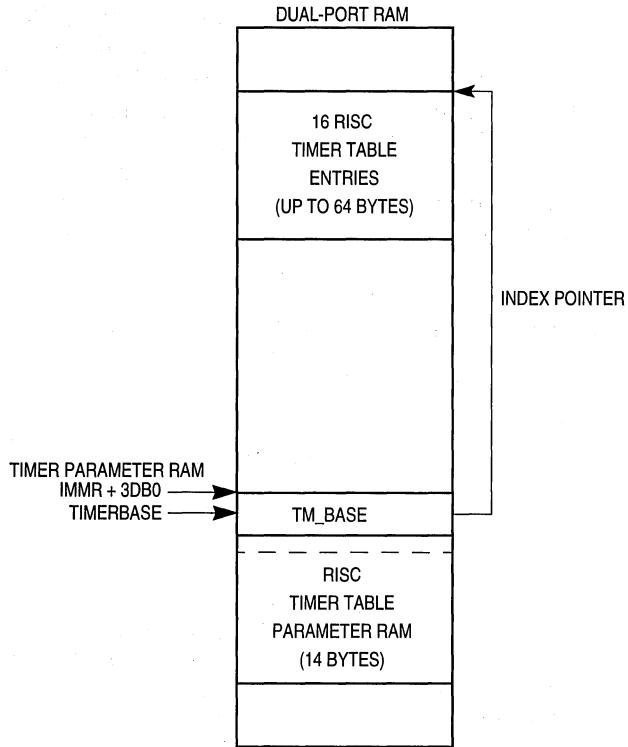 DUAL-PORT RAM
16 RISC
TIMER TABLE
ENTRIES
(UP TO 64 BYTES)
INDEX POINTER
TIMER PARAMETER RAM
IMMR + 3DB0
TIMERBASE
TM_BASE
RISC
TIMER TABLE
PARAMETER RAM
(14 BYTES)